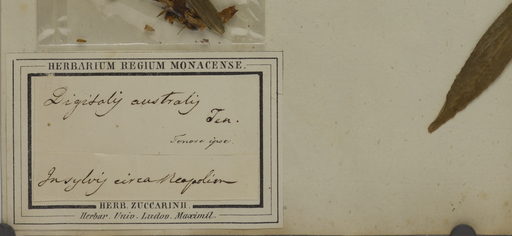 HERBARIUM REGIUM MONACENSE.
Digitalis australis
Ten.
Tenore ipse.
In sylvis circa Neapolim
HERB. ZUCCARINII.
Herbar. Univ. Ludov. Maximil.